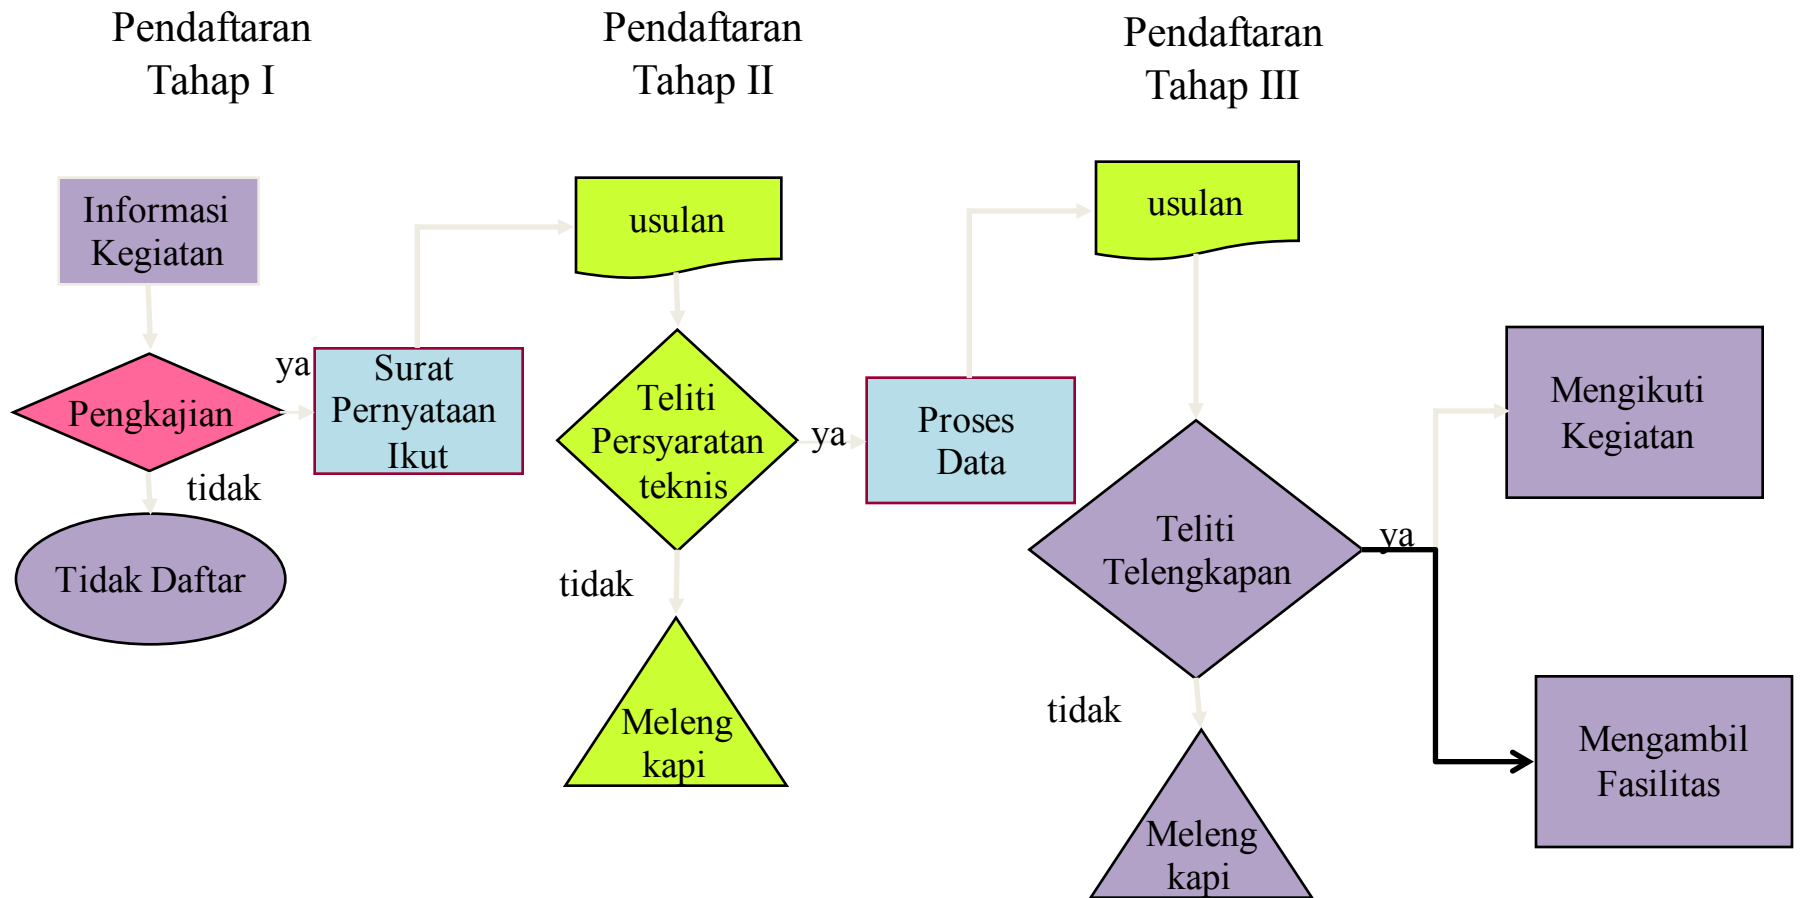 Pendaftaran
Tahap I
Pendaftaran
Tahap II
Pendaftaran
Tahap III
Informasi
Kegiatan
Pengkajian
ya
tidak
Tidak Daftar
Surat
Pernyataan
Ikut
usulan
Teliti
Persyaratan
teknis
ya
tidak
Meleng
kapi
Proses
Data
usulan
Teliti
Telengkapan
ya
tidak
Meleng
kapi
Mengikuti
Kegiatan
Mengambil
Fasilitas